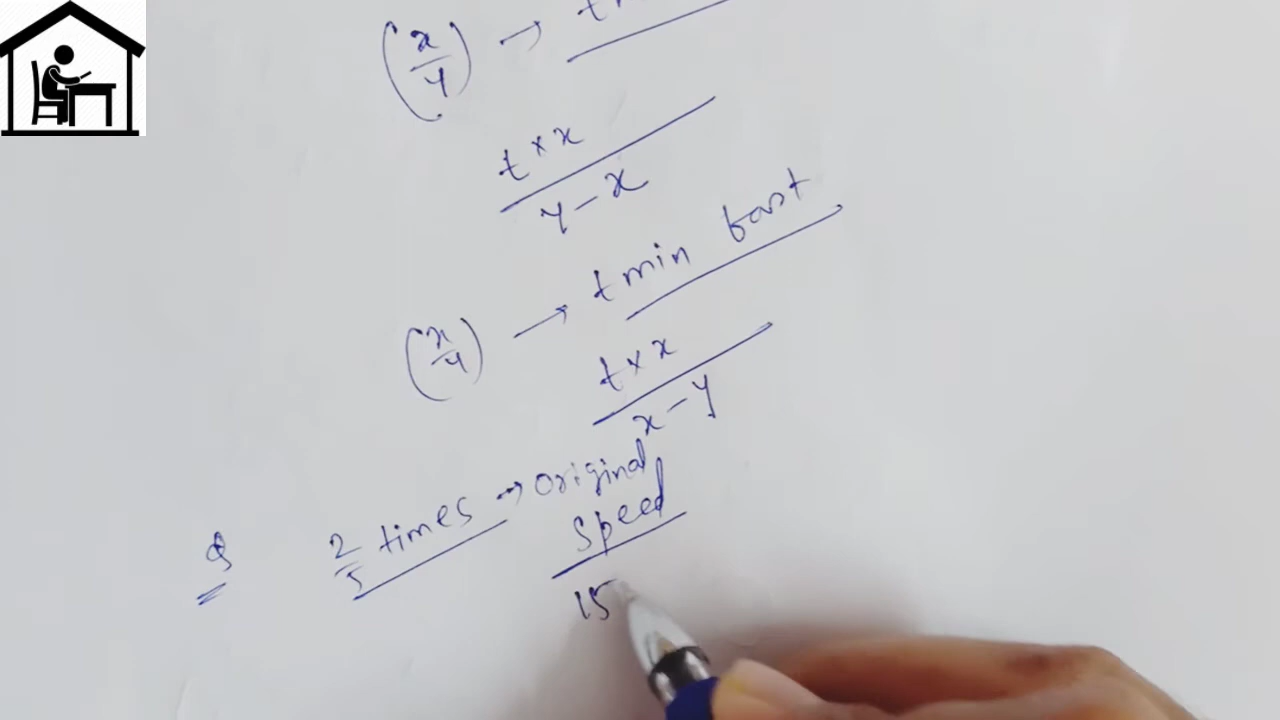 (x/y) →
t × x / y - x
(x/y) → t min fast
t × x / x - y
Q 2/5 times → Original
Speed
15